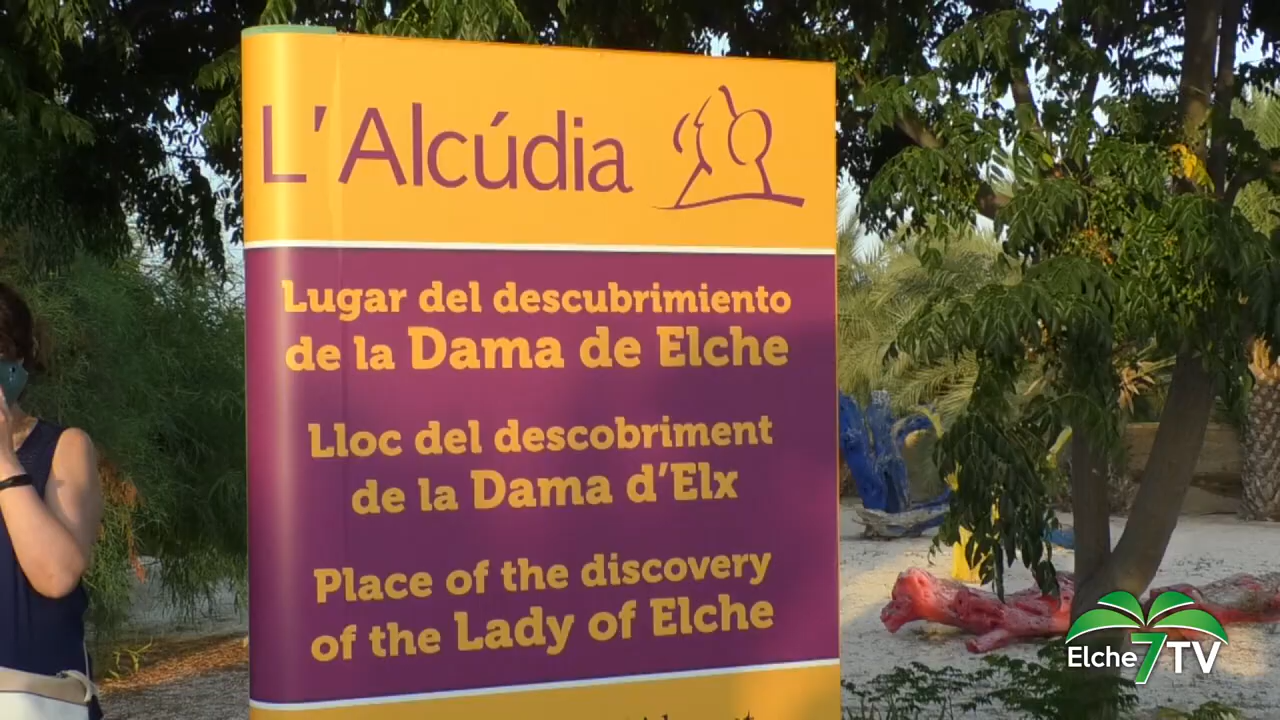 L'Alcúdia
Lugar del descubrimiento
de la Dama de Elche
Lloc del descobriment
de la Dama d'Elx
Place of the discovery
of the Lady of Elche
Elche 7 TV